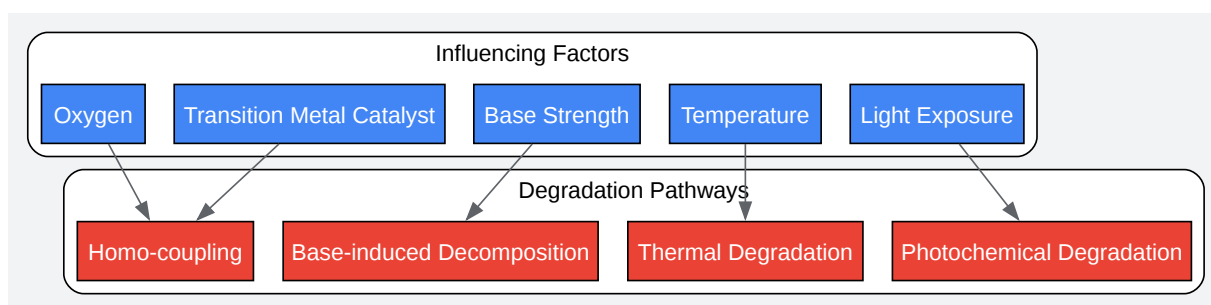 Influencing Factors
Oxygen
Transition Metal Catalyst
Base Strength
Temperature
Light Exposure
Degradation Pathways
Homo-coupling
Base-induced Decomposition
Thermal Degradation
Photochemical Degradation